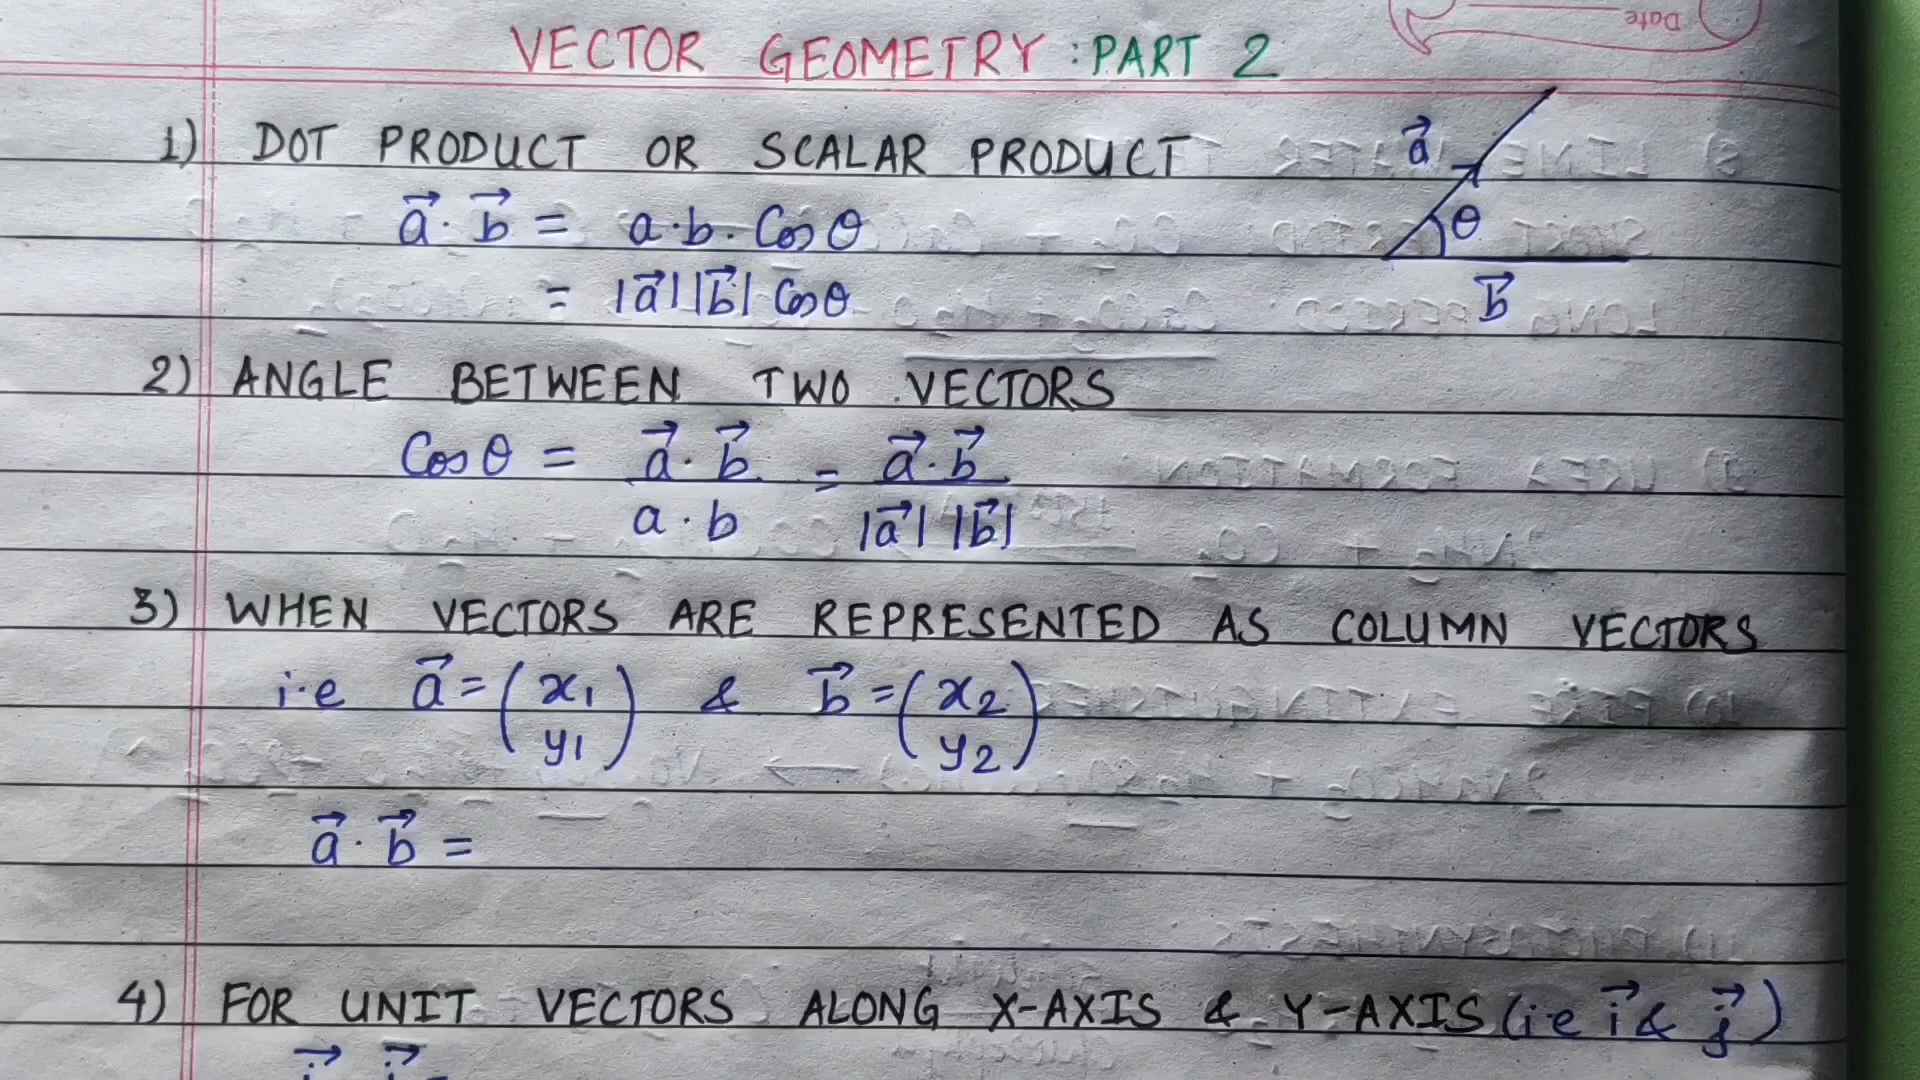 Date
VECTOR GEOMETRY : PART 2
1) DOT PRODUCT OR SCALAR PRODUCT
a⃗ · b⃗ = a·b· Cos θ
= |a⃗||b⃗| Cos θ
a⃗
θ
b⃗
2) ANGLE BETWEEN TWO VECTORS
Cos θ = a⃗ · b⃗ / a · b = a⃗ · b⃗ / |a⃗| |b⃗|
3) WHEN VECTORS ARE REPRESENTED AS COLUMN VECTORS
i·e a⃗ = (x₁ y₁) & b⃗ = (x₂ y₂)
a⃗ · b⃗ =
4) FOR UNIT VECTORS ALONG X-AXIS & Y-AXIS (i·e i⃗ & j⃗)